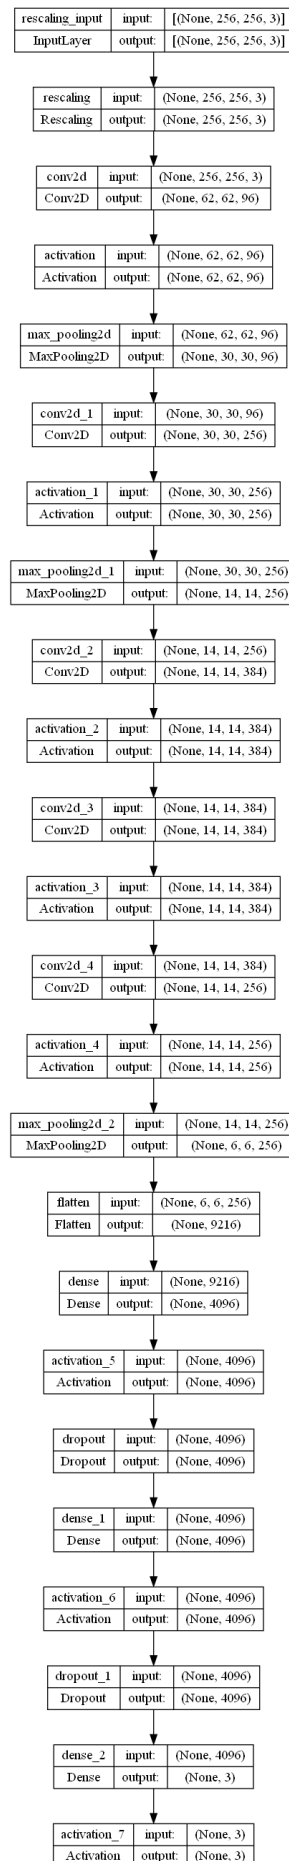 rescaling_input input: [(None, 256, 256, 3)]
InputLayer output: [(None, 256, 256, 3)]
rescaling input: (None, 256, 256, 3)
Rescaling output: (None, 256, 256, 3)
conv2d input: (None, 256, 256, 3)
Conv2D output: (None, 62, 62, 96)
activation input: (None, 62, 62, 96)
Activation output: (None, 62, 62, 96)
max_pooling2d input: (None, 62, 62, 96)
MaxPooling2D output: (None, 30, 30, 96)
conv2d_1 input: (None, 30, 30, 96)
Conv2D output: (None, 30, 30, 256)
activation_1 input: (None, 30, 30, 256)
Activation output: (None, 30, 30, 256)
max_pooling2d_1 input: (None, 30, 30, 256)
MaxPooling2D output: (None, 14, 14, 256)
conv2d_2 input: (None, 14, 14, 256)
Conv2D output: (None, 14, 14, 384)
activation_2 input: (None, 14, 14, 384)
Activation output: (None, 14, 14, 384)
conv2d_3 input: (None, 14, 14, 384)
Conv2D output: (None, 14, 14, 384)
activation_3 input: (None, 14, 14, 384)
Activation output: (None, 14, 14, 384)
conv2d_4 input: (None, 14, 14, 384)
Conv2D output: (None, 14, 14, 256)
activation_4 input: (None, 14, 14, 256)
Activation output: (None, 14, 14, 256)
max_pooling2d_2 input: (None, 14, 14, 256)
MaxPooling2D output: (None, 6, 6, 256)
flatten input: (None, 6, 6, 256)
Flatten output: (None, 9216)
dense input: (None, 9216)
Dense output: (None, 4096)
activation_5 input: (None, 4096)
Activation output: (None, 4096)
dropout input: (None, 4096)
Dropout output: (None, 4096)
dense_1 input: (None, 4096)
Dense output: (None, 4096)
activation_6 input: (None, 4096)
Activation output: (None, 4096)
dropout_1 input: (None, 4096)
Dropout output: (None, 4096)
dense_2 input: (None, 4096)
Dense output: (None, 3)
activation_7 input: (None, 3)
Activation output: (None, 3)